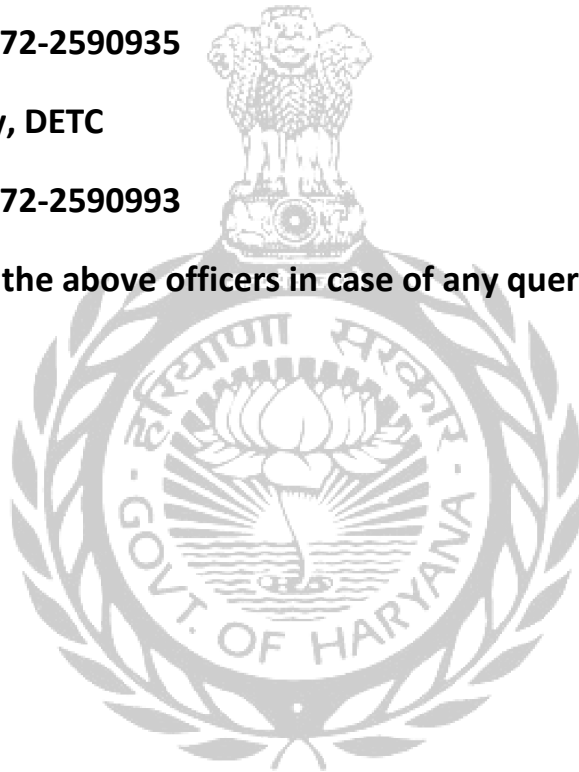 72-2590935
y, DETC
72-2590993
the above officers in case of any quer
हरियाणा सरकार
GOVT. OF HARYANA